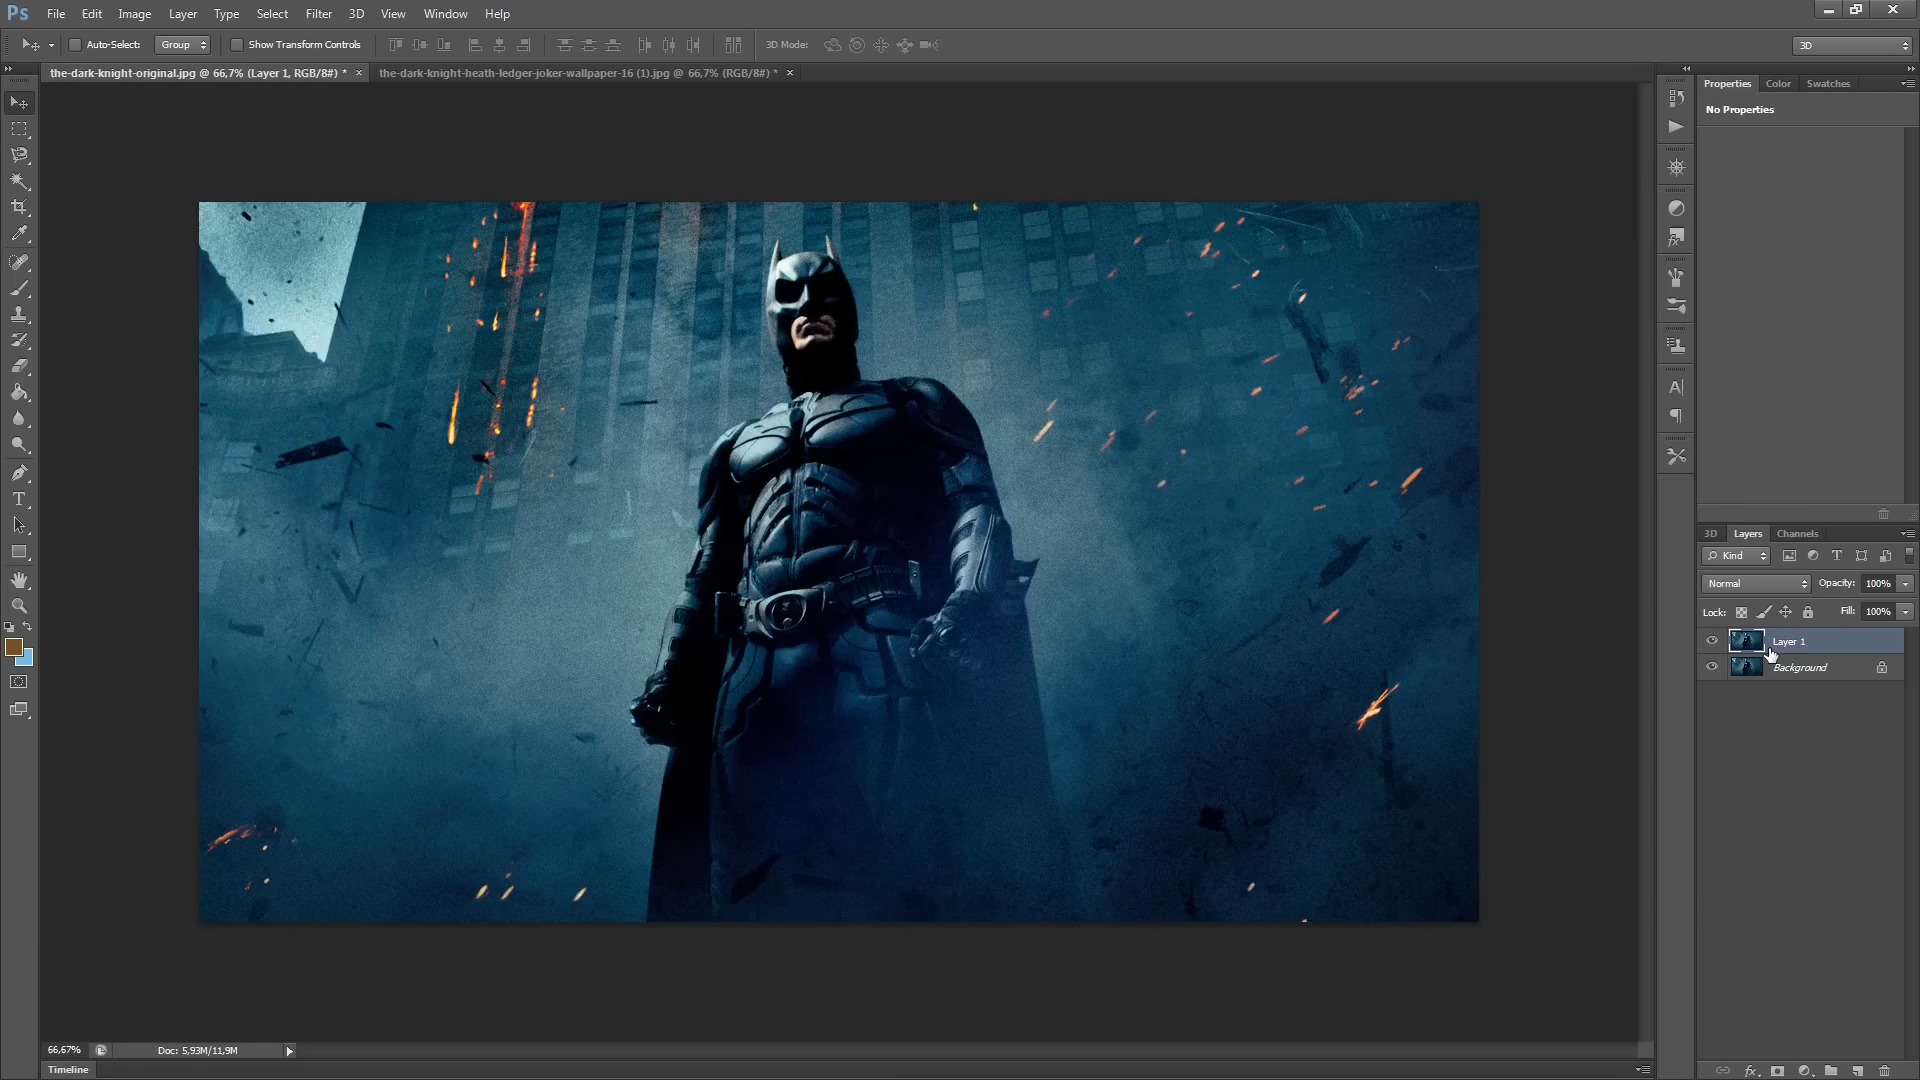 Ps File Edit Image Layer Type Select Filter 3D View Window Help
Auto-Select: Group Show Transform Controls 3D Mode: 3D
the-dark-knight-original.jpg @ 66,7% (Layer 1, RGB/8#) * × the-dark-knight-heath-ledger-joker-wallpaper-16 (1).jpg @ 66,7% (RGB/8#) * ×
Properties Color Swatches
No Properties
3D Layers Channels
Kind
Normal Opacity: 100%
Lock: Fill: 100%
Layer 1
Background
66,67% Doc: 5,93M/11,9M
Timeline